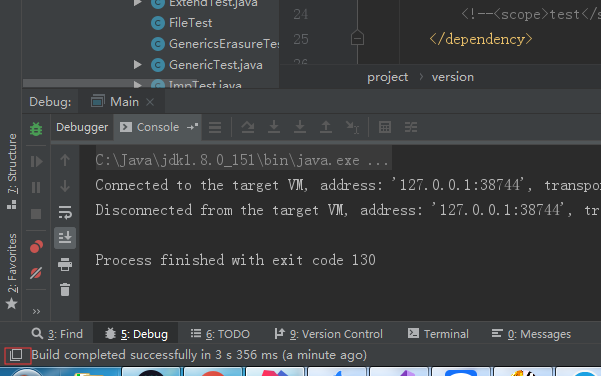 ExtendTest.java
FileTest
GenericsErasureTes
GenericTest.java
ImpTest.java
24 <!--<scope>test</s
25 </dependency>
26
project › version
Debug: Main ×
Debugger Console
C:\Java\jdk1.8.0_151\bin\java.exe ...
Connected to the target VM, address: '127.0.0.1:38744', transpo
Disconnected from the target VM, address: '127.0.0.1:38744', tr
Process finished with exit code 130
7: Structure
2: Favorites
3: Find 5: Debug 6: TODO 9: Version Control Terminal 0: Messages
Build completed successfully in 3 s 356 ms (a minute ago)